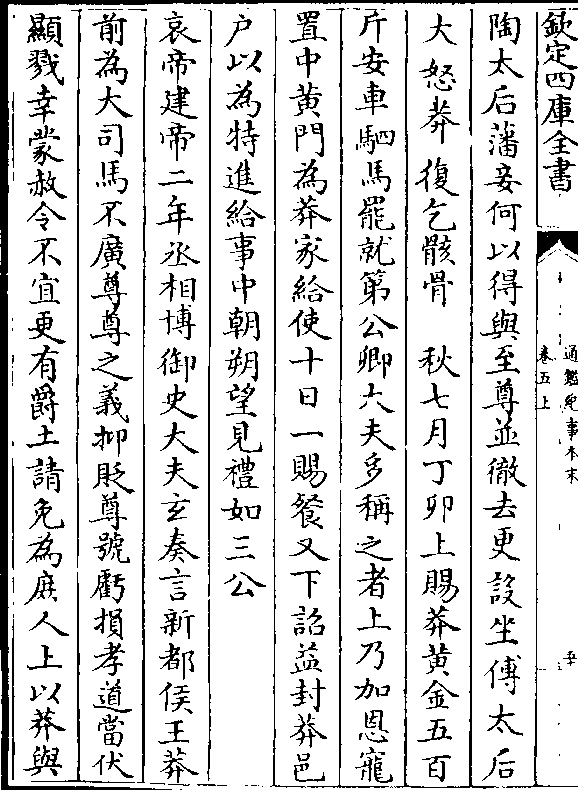 欽定四庫全書
通鑑紀事本末
卷五上
陶太后藩妾何以得與至尊並徹去更設坐傅太后
大怒莽復乞骸骨　秋七月丁卯上賜莽黃金五百
斤安車駟馬罷就第公卿大夫多稱之者上乃加恩寵
置中黃門為莽家給使十日一賜餐又下詔益封莽邑
户以為特進給事中朝朔望見禮如三公
哀帝建帝二年丞相博御史大夫玄奏言新都侯王莽
前為大司馬不廣尊尊之義抑貶尊號虧損孝道當伏
顯戮幸蒙赦令不宜更有爵土請免為庻人上以莽與